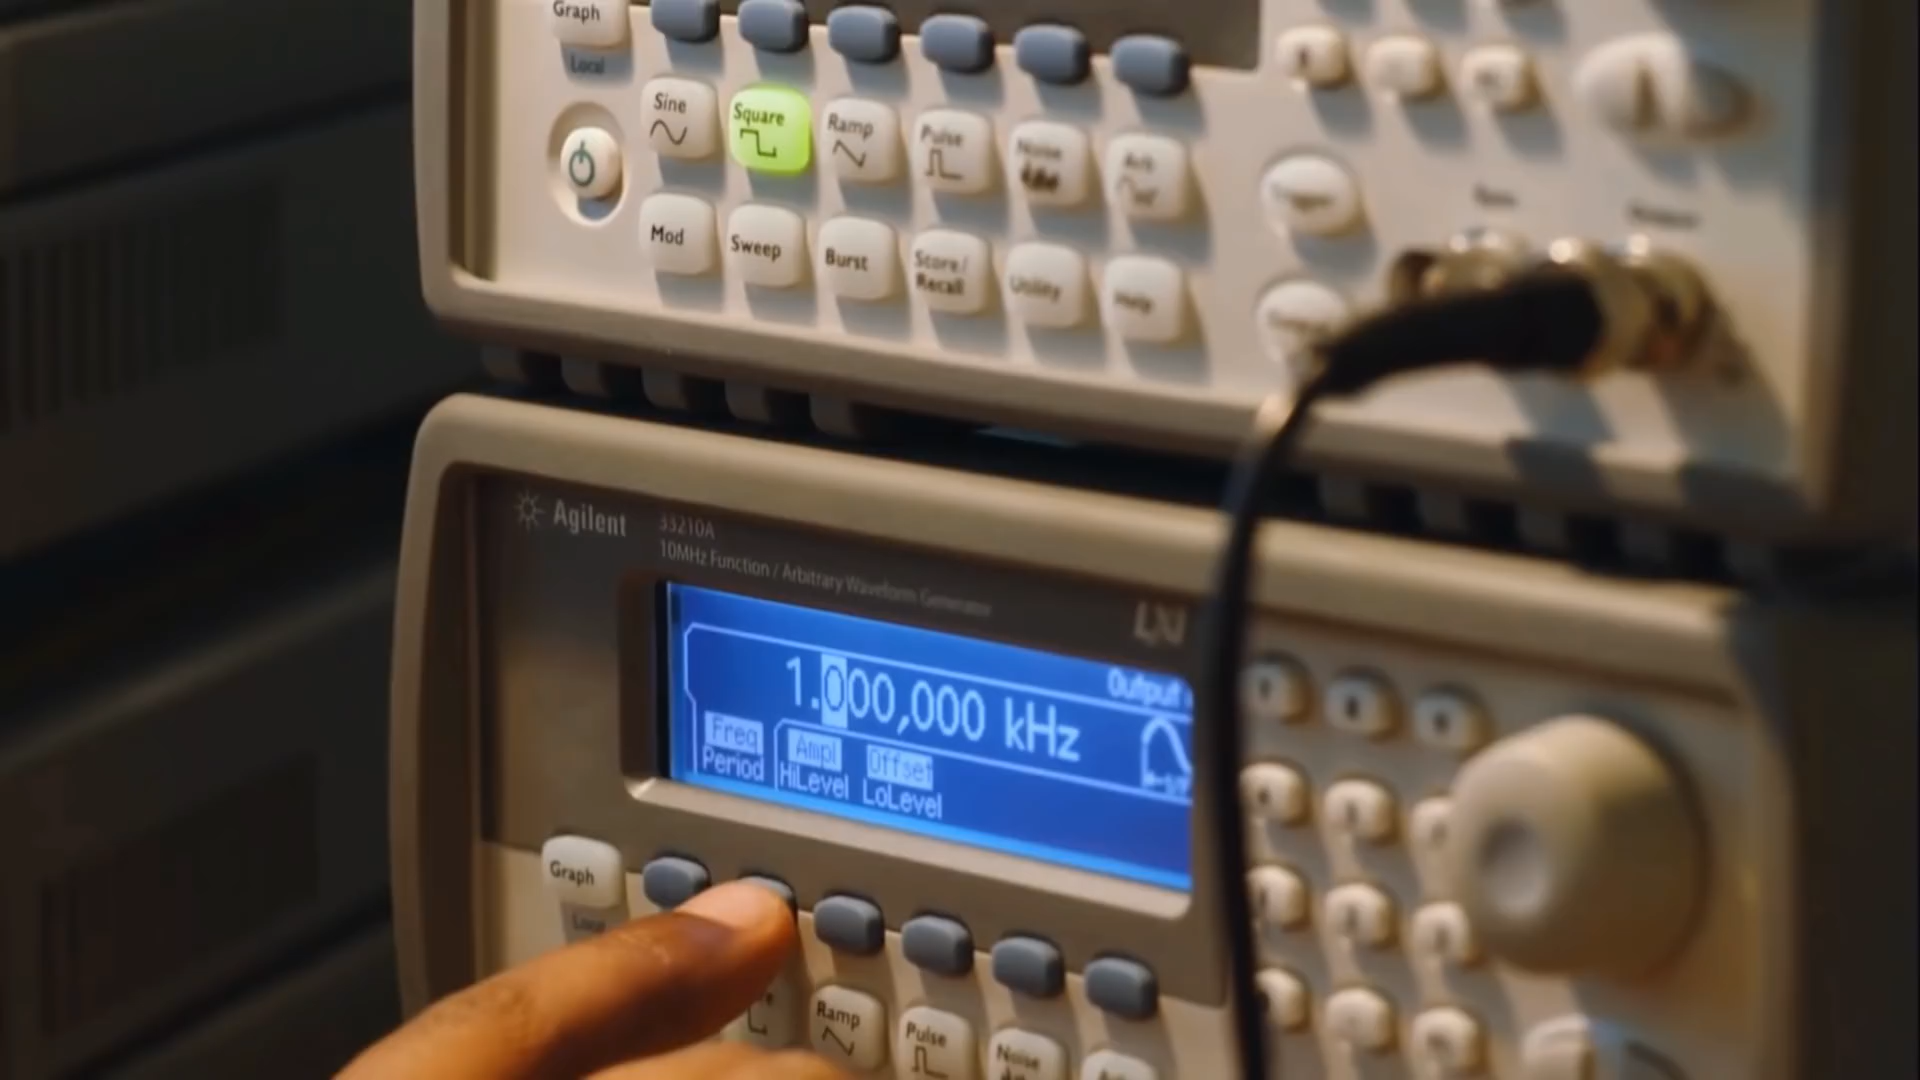 Graph
Local
Sine
Square
Ramp
Pulse
Noise
Arb
Mod
Sweep
Burst
Store/
Recall
Utility
Help
Trigger
Agilent
33210A
10MHz Function / Arbitrary Waveform Generator
LXI
Output
1.000,000 kHz
Freq
Period
Ampl
HiLevel
Offset
LoLevel
Graph
Local
Ramp
Pulse
Noise